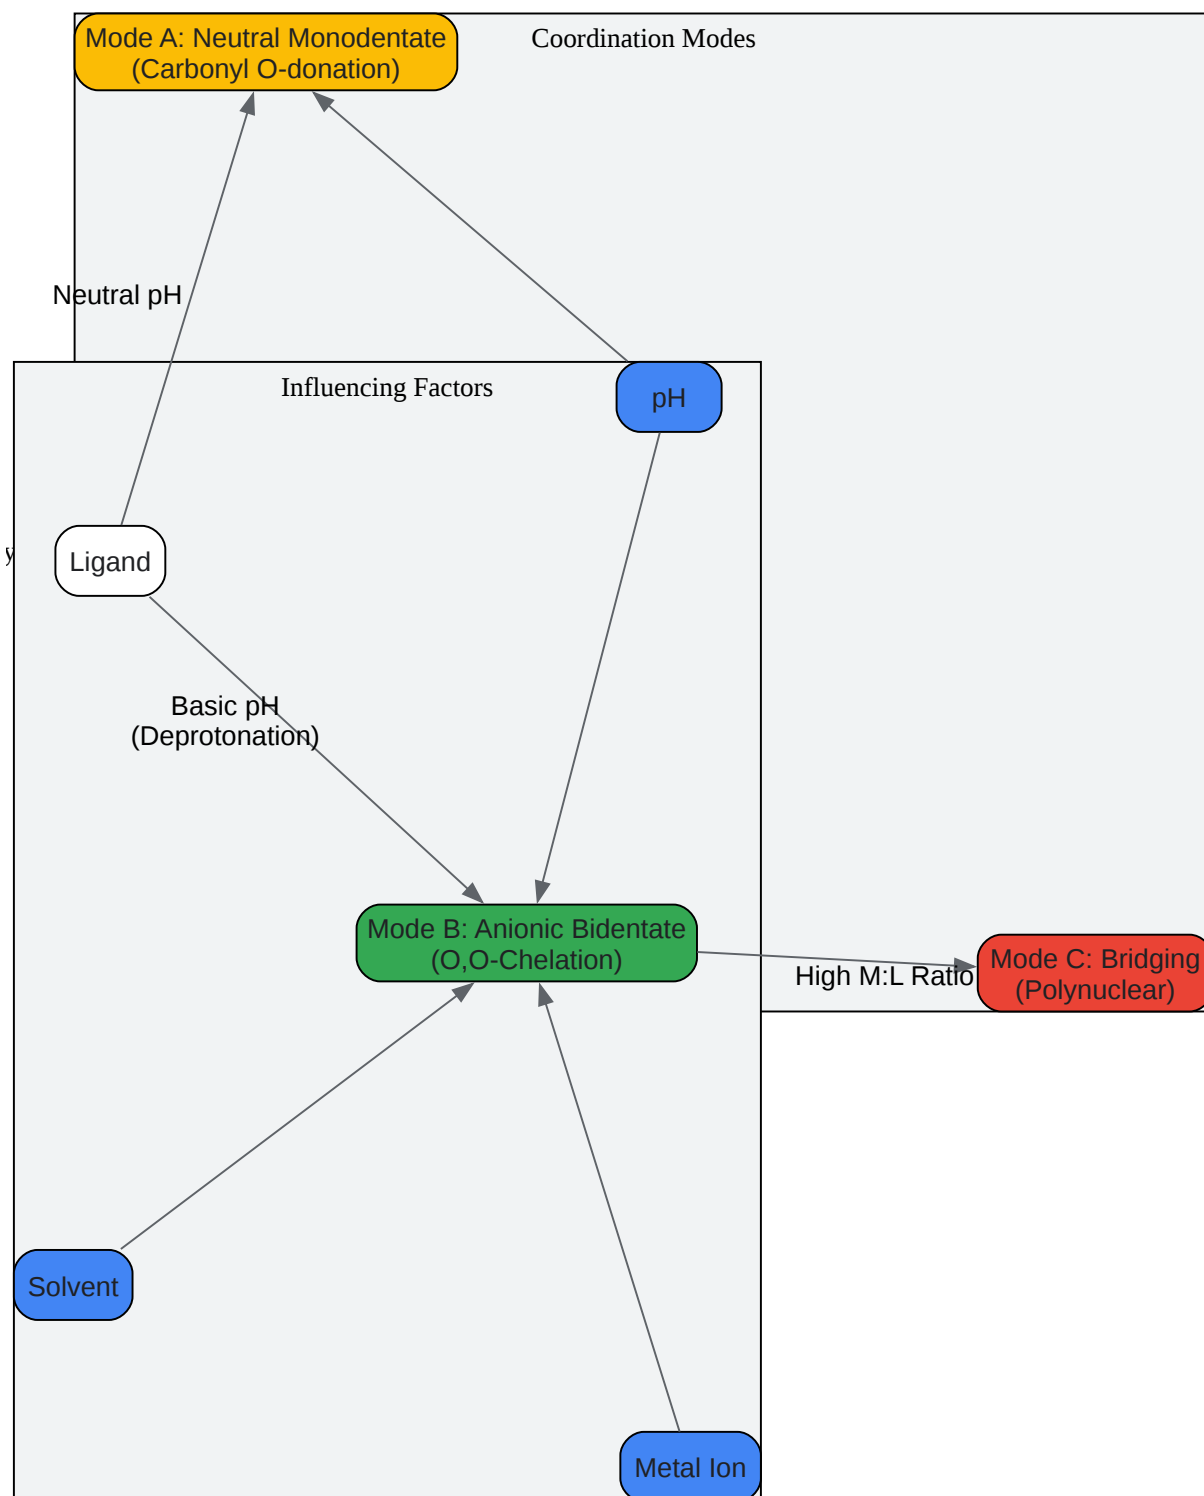 Mode A: Neutral Monodentate
(Carbonyl O-donation)
Coordination Modes
Neutral pH
Influencing Factors
pH
y
Ligand
Basic pH
(Deprotonation)
Mode B: Anionic Bidentate
(O,O-Chelation)
High M:L Ratio
Mode C: Bridging
(Polynuclear)
Solvent
Metal Ion